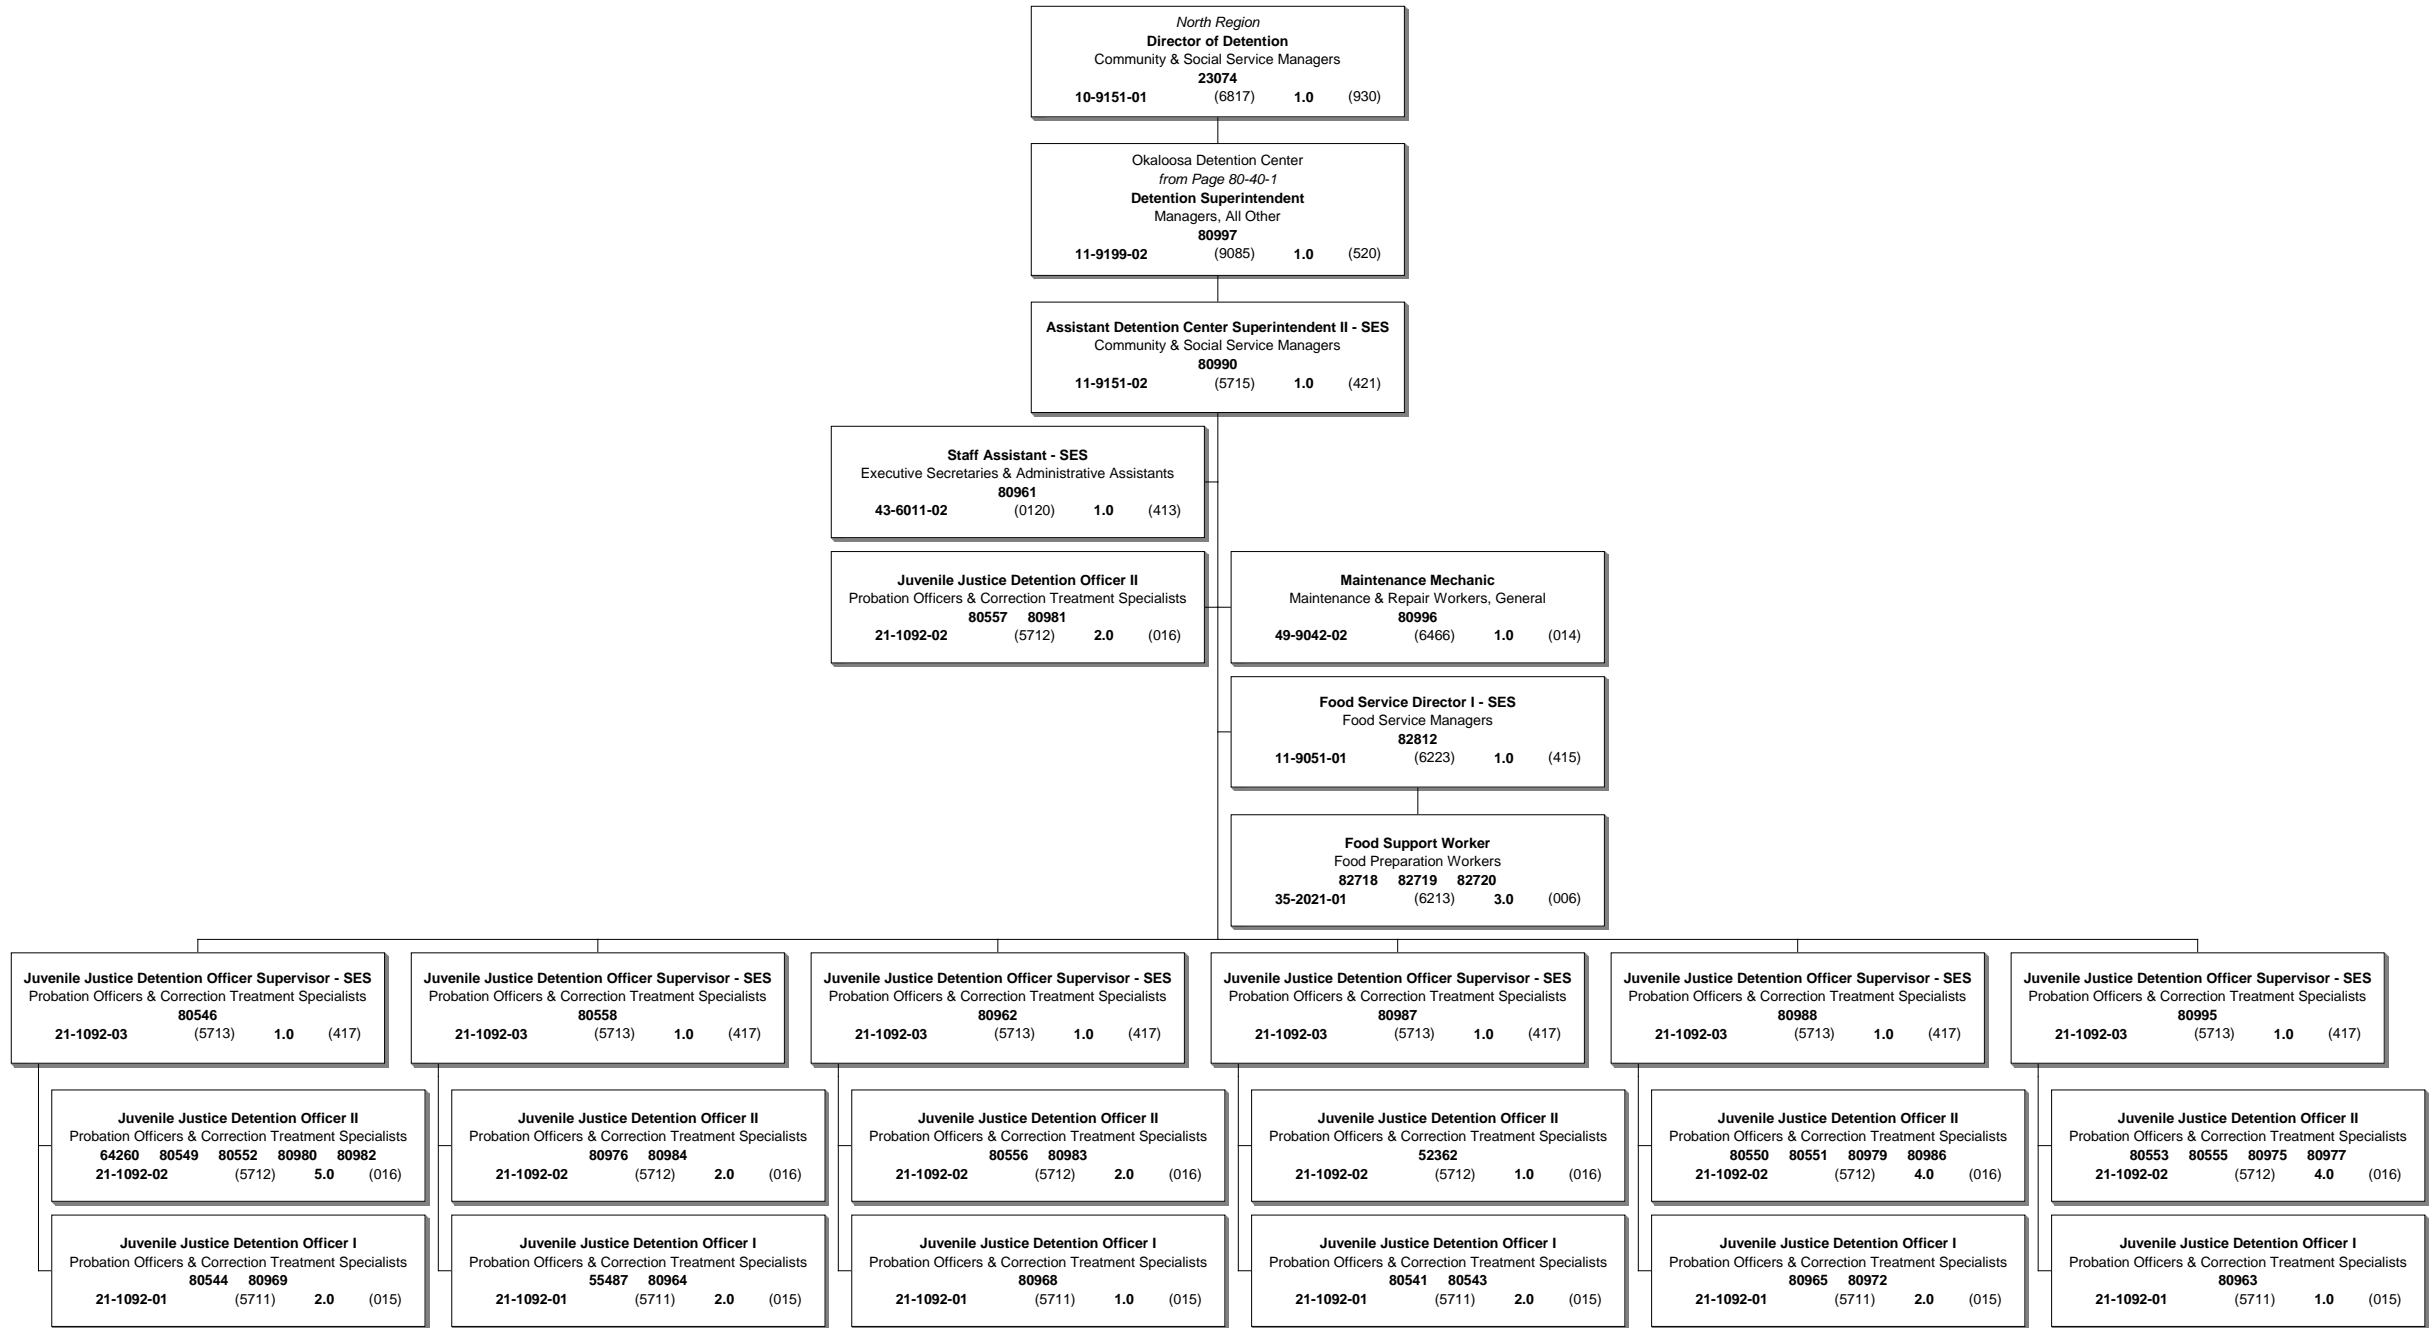 North Region
Director of Detention
Community & Social Service Managers
23074
10-9151-01 (6817) 1.0 (930)
Okaloosa Detention Center
from Page 80-40-1
Detention Superintendent
Managers, All Other
80997
11-9199-02 (9085) 1.0 (520)
Assistant Detention Center Superintendent II - SES
Community & Social Service Managers
80990
11-9151-02 (5715) 1.0 (421)
Staff Assistant - SES
Executive Secretaries & Administrative Assistants
80961
43-6011-02 (0120) 1.0 (413)
Juvenile Justice Detention Officer II
Probation Officers & Correction Treatment Specialists
80557 80981
21-1092-02 (5712) 2.0 (016)
Maintenance Mechanic
Maintenance & Repair Workers, General
80996
49-9042-02 (6466) 1.0 (014)
Food Service Director I - SES
Food Service Managers
82812
11-9051-01 (6223) 1.0 (415)
Food Support Worker
Food Preparation Workers
82718 82719 82720
35-2021-01 (6213) 3.0 (006)
Juvenile Justice Detention Officer Supervisor - SES
Probation Officers & Correction Treatment Specialists
80546
21-1092-03 (5713) 1.0 (417)
Juvenile Justice Detention Officer II
Probation Officers & Correction Treatment Specialists
64260 80549 80552 80980 80982
21-1092-02 (5712) 5.0 (016)
Juvenile Justice Detention Officer I
Probation Officers & Correction Treatment Specialists
80544 80969
21-1092-01 (5711) 2.0 (015)
Juvenile Justice Detention Officer Supervisor - SES
Probation Officers & Correction Treatment Specialists
80558
21-1092-03 (5713) 1.0 (417)
Juvenile Justice Detention Officer II
Probation Officers & Correction Treatment Specialists
80976 80984
21-1092-02 (5712) 2.0 (016)
Juvenile Justice Detention Officer I
Probation Officers & Correction Treatment Specialists
55487 80964
21-1092-01 (5711) 2.0 (015)
Juvenile Justice Detention Officer Supervisor - SES
Probation Officers & Correction Treatment Specialists
80962
21-1092-03 (5713) 1.0 (417)
Juvenile Justice Detention Officer II
Probation Officers & Correction Treatment Specialists
80556 80983
21-1092-02 (5712) 2.0 (016)
Juvenile Justice Detention Officer I
Probation Officers & Correction Treatment Specialists
80968
21-1092-01 (5711) 1.0 (015)
Juvenile Justice Detention Officer Supervisor - SES
Probation Officers & Correction Treatment Specialists
80987
21-1092-03 (5713) 1.0 (417)
Juvenile Justice Detention Officer II
Probation Officers & Correction Treatment Specialists
52362
21-1092-02 (5712) 1.0 (016)
Juvenile Justice Detention Officer I
Probation Officers & Correction Treatment Specialists
80541 80543
21-1092-01 (5711) 2.0 (015)
Juvenile Justice Detention Officer Supervisor - SES
Probation Officers & Correction Treatment Specialists
80988
21-1092-03 (5713) 1.0 (417)
Juvenile Justice Detention Officer II
Probation Officers & Correction Treatment Specialists
80550 80551 80979 80986
21-1092-02 (5712) 4.0 (016)
Juvenile Justice Detention Officer I
Probation Officers & Correction Treatment Specialists
80965 80972
21-1092-01 (5711) 2.0 (015)
Juvenile Justice Detention Officer Supervisor - SES
Probation Officers & Correction Treatment Specialists
80995
21-1092-03 (5713) 1.0 (417)
Juvenile Justice Detention Officer II
Probation Officers & Correction Treatment Specialists
80553 80555 80975 80977
21-1092-02 (5712) 4.0 (016)
Juvenile Justice Detention Officer I
Probation Officers & Correction Treatment Specialists
80963
21-1092-01 (5711) 1.0 (015)